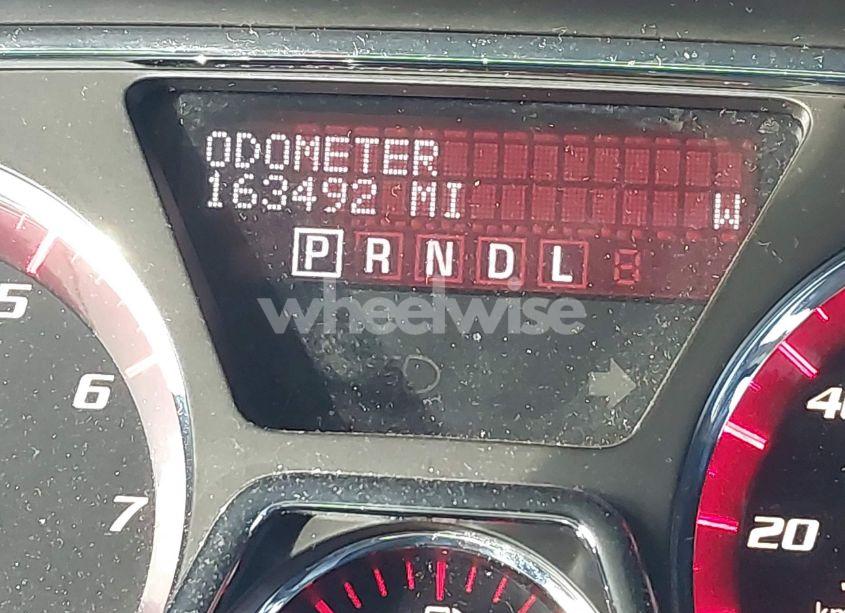 ODOMETER
163492 MI W
P R N D L
wheelwise
5
6
7
40
20